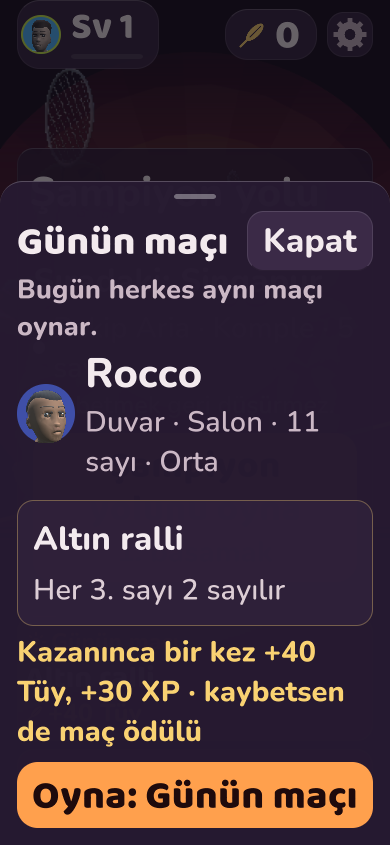 Sv 1
0
Günün maçı
Kapat
Bugün herkes aynı maçı
oynar.
Rocco
Duvar · Salon · 11
sayı · Orta
Altın ralli
Her 3. sayı 2 sayılır
Kazanınca bir kez +40
Tüy, +30 XP · kaybetsen
de maç ödülü
Oyna: Günün maçı